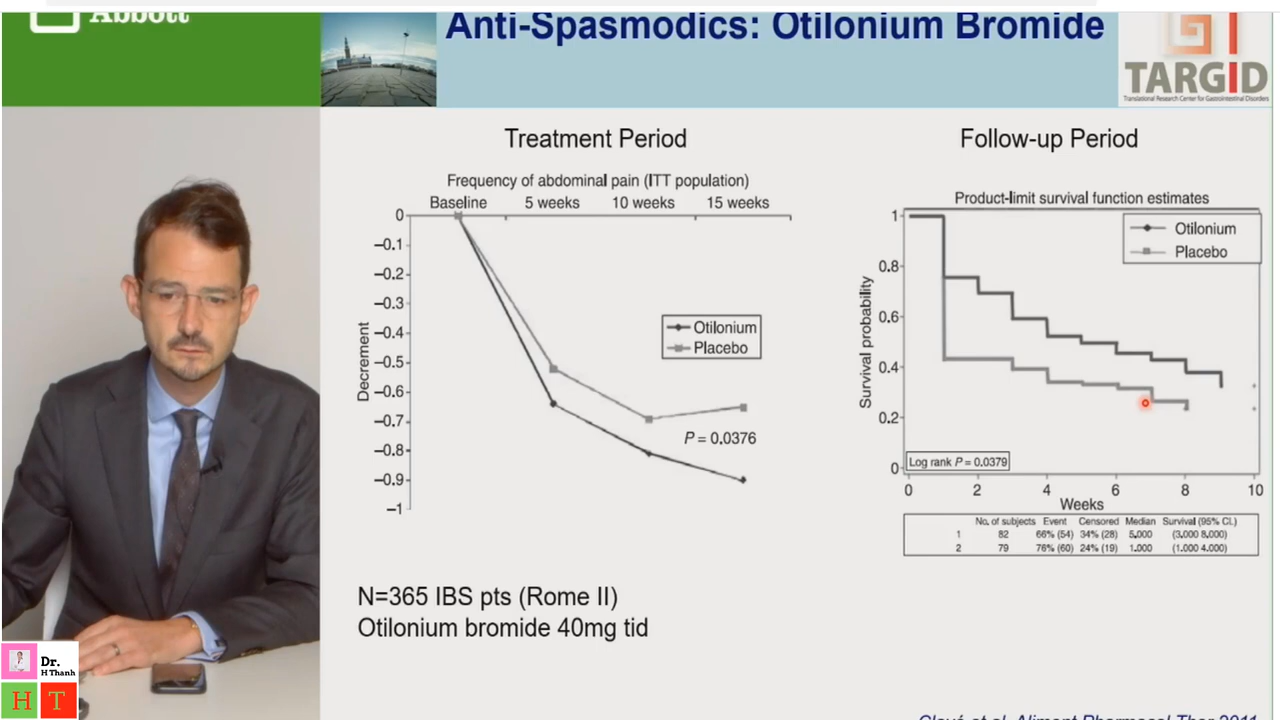 Abbott
Anti-Spasmodics: Otilonium Bromide
TARGID
Translational Research Center for Gastrointestinal Disorders
Treatment Period
Frequency of abdominal pain (ITT population)
Baseline 5 weeks 10 weeks 15 weeks
0
–0.1
–0.2
–0.3
–0.4
–0.5
–0.6
–0.7
–0.8
–0.9
–1
Decrement
Otilonium
Placebo
P = 0.0376
Follow-up Period
Product-limit survival function estimates
1
0.8
0.6
0.4
0.2
0
Survival probability
Otilonium
Placebo
Log rank P = 0.0379
0 2 4 6 8 10
Weeks
No. of subjects Event Censored Median Survival (95% CL)
1 82 66% (54) 34% (28) 5.000 (3.000 8.000)
2 79 76% (60) 24% (19) 1.000 (1.000 4.000)
N=365 IBS pts (Rome II)
Otilonium bromide 40mg tid
Clavé et al. Aliment Pharmacol Ther 2011
Dr.
H Thanh
H T